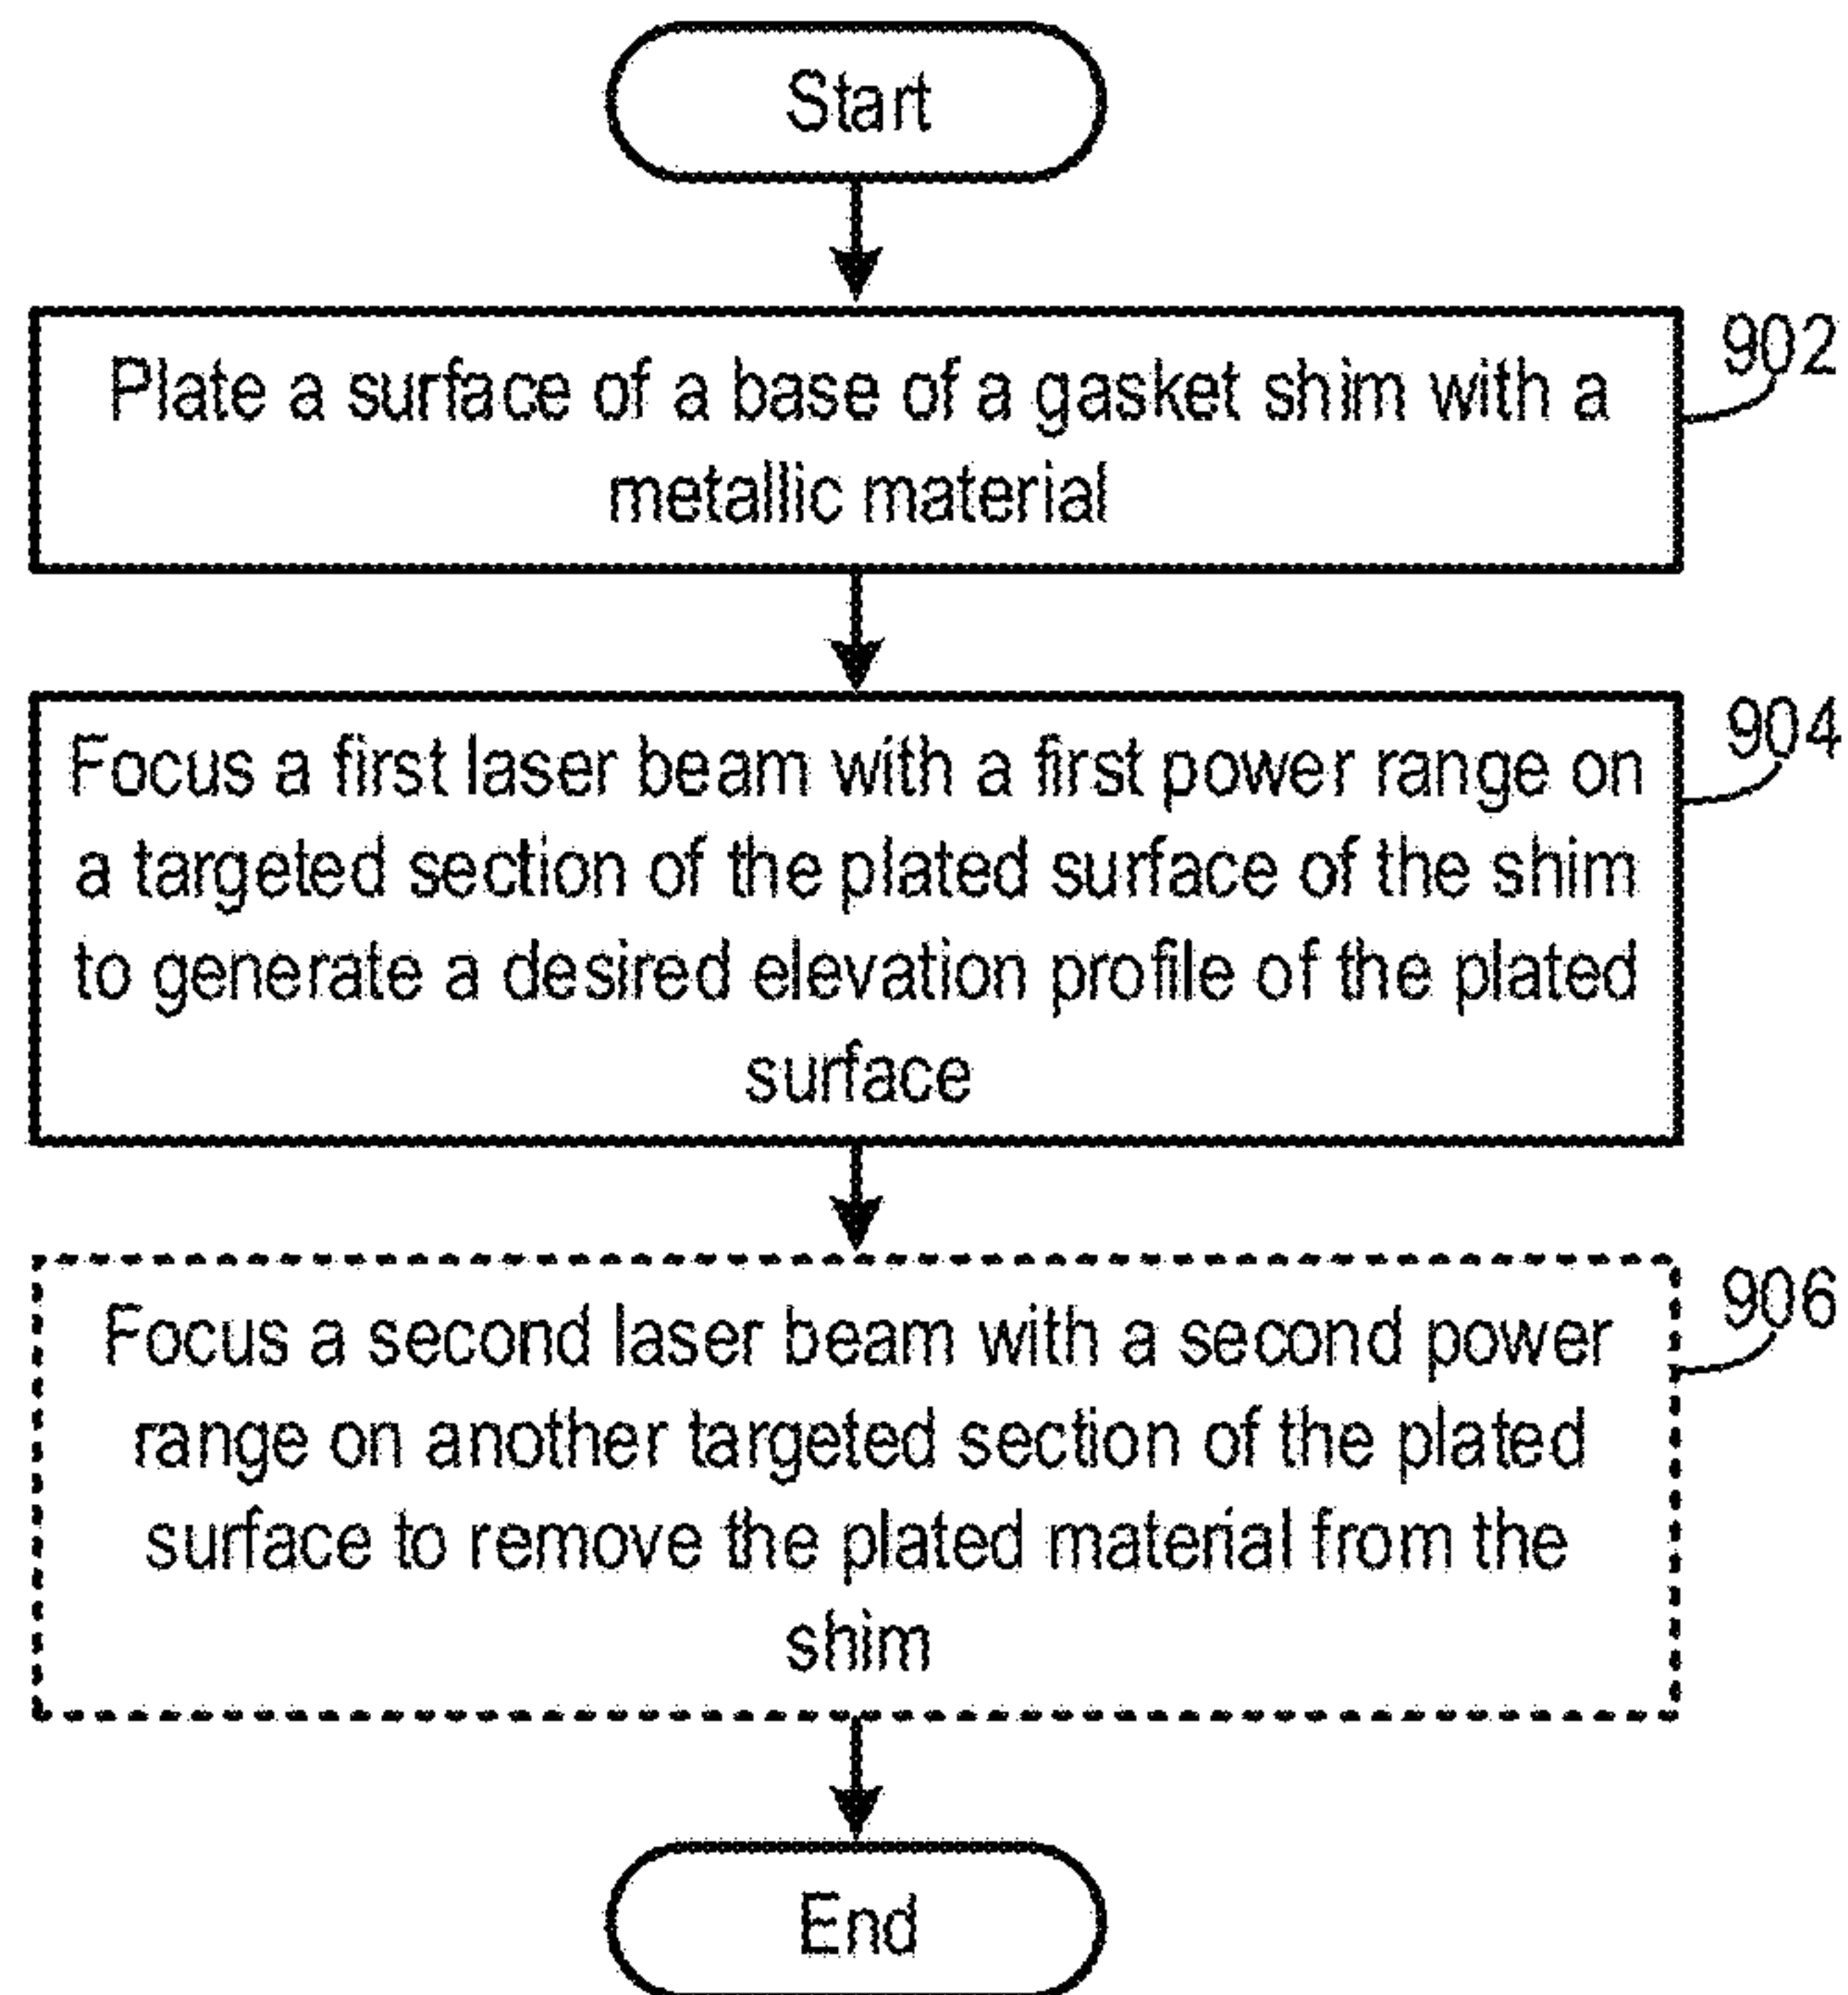 Start
902
Plate a surface of a base of a gasket shim with a
metallic material
904
Focus a first laser beam with a first power range on
a targeted section of the plated surface of the shim
to generate a desired elevation profile of the plated
surface
906
Focus a second laser beam with a second power
range on another targeted section of the plated
surface to remove the plated material from the
shim
End